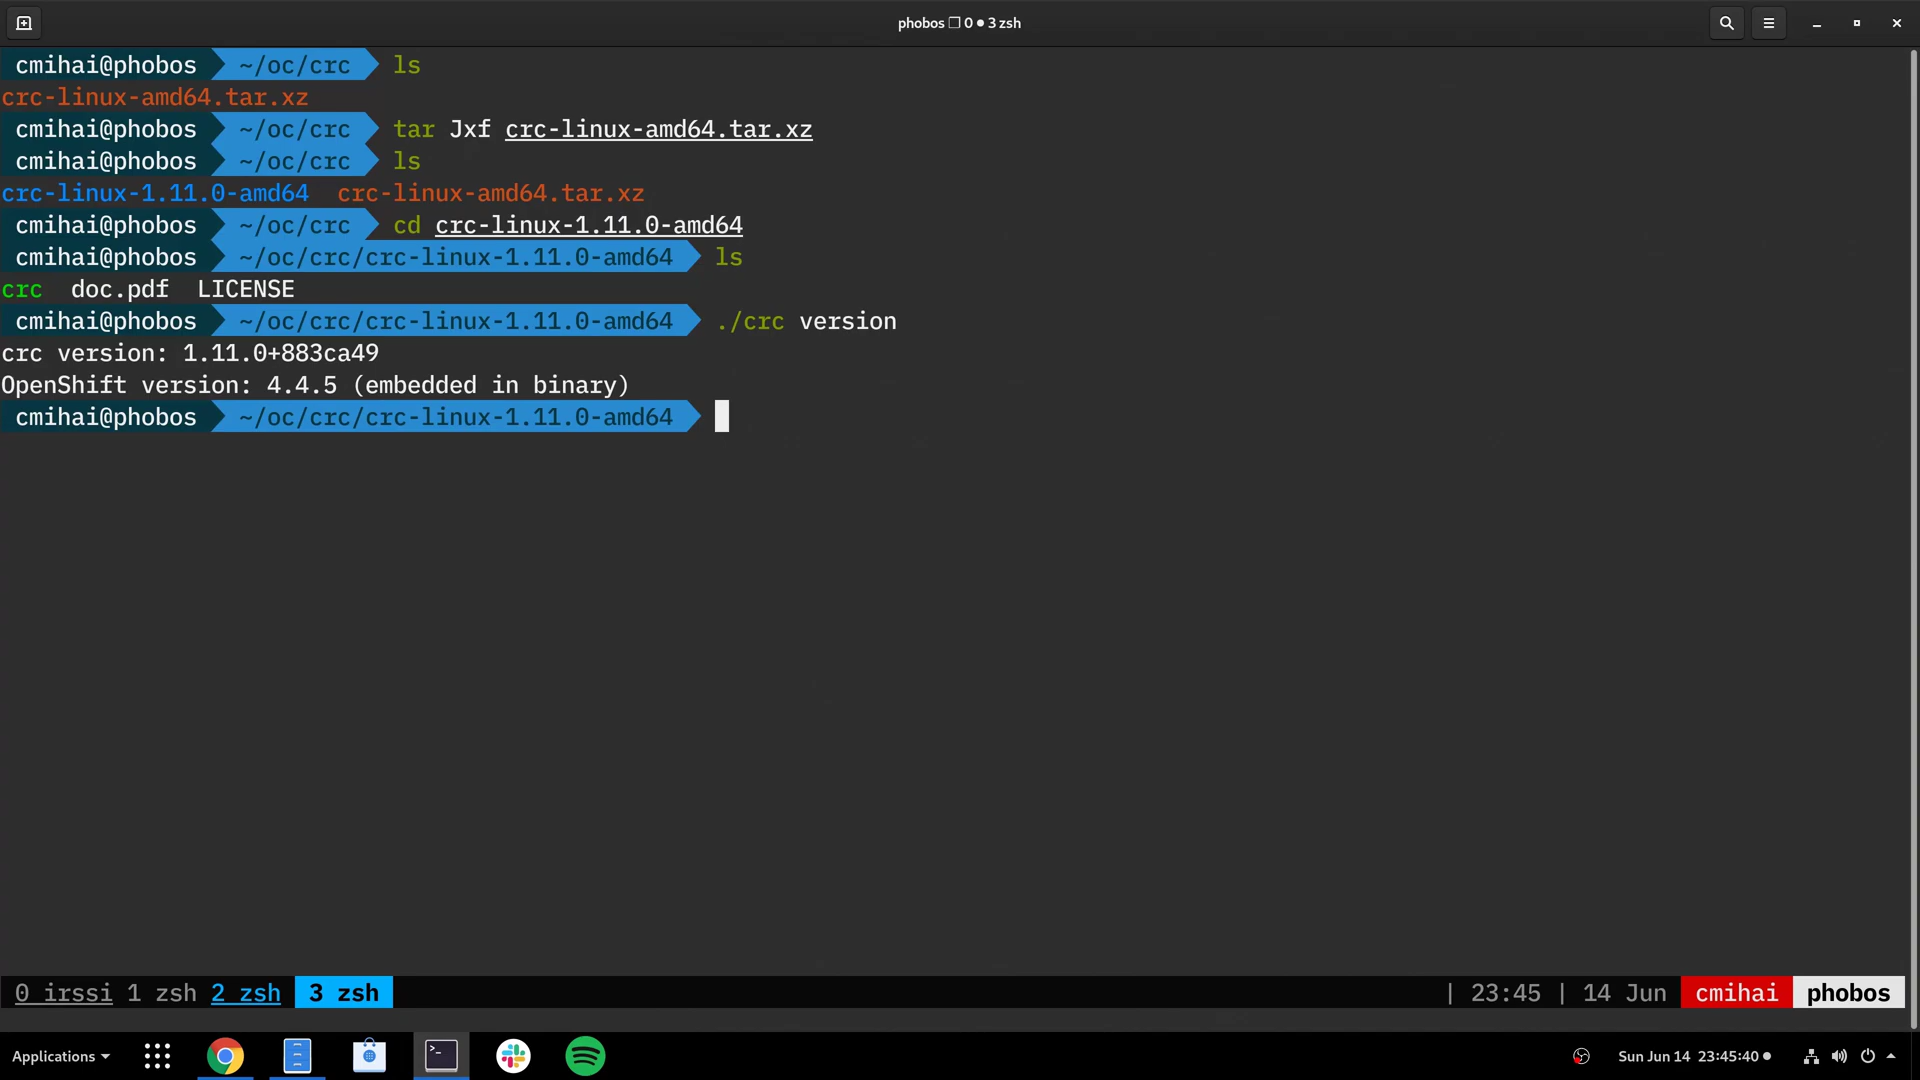 phobos ❐ 0 ● 3 zsh
cmihai@phobos ~/oc/crc ls
crc-linux-amd64.tar.xz
cmihai@phobos ~/oc/crc tar Jxf crc-linux-amd64.tar.xz
cmihai@phobos ~/oc/crc ls
crc-linux-1.11.0-amd64 crc-linux-amd64.tar.xz
cmihai@phobos ~/oc/crc cd crc-linux-1.11.0-amd64
cmihai@phobos ~/oc/crc/crc-linux-1.11.0-amd64 ls
crc doc.pdf LICENSE
cmihai@phobos ~/oc/crc/crc-linux-1.11.0-amd64 ./crc version
crc version: 1.11.0+883ca49
OpenShift version: 4.4.5 (embedded in binary)
cmihai@phobos ~/oc/crc/crc-linux-1.11.0-amd64
0 irssi 1 zsh 2 zsh 3 zsh | 23:45 | 14 Jun cmihai phobos
Applications Sun Jun 14 23:45:40